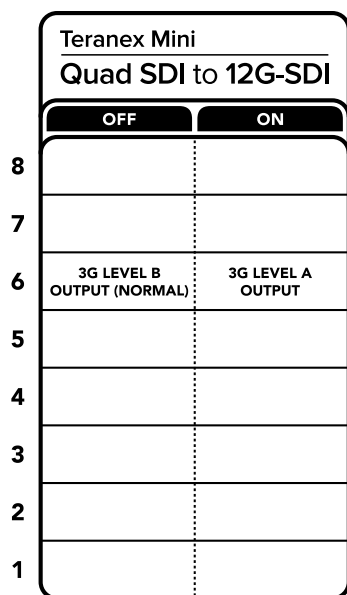 Teranex Mini
Quad SDI to 12G-SDI
OFF ON
8
7
6 3G LEVEL B OUTPUT (NORMAL) 3G LEVEL A OUTPUT
5
4
3
2
1